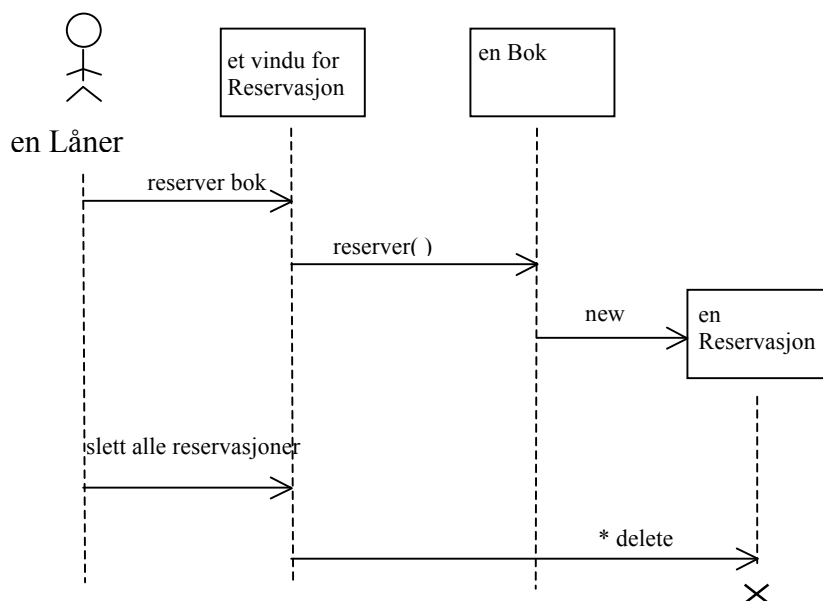 et vindu for
Reservasjon
en Bok
en Låner
reserver bok
reserver( )
new
en
Reservasjon
slett alle reservasjoner
* delete